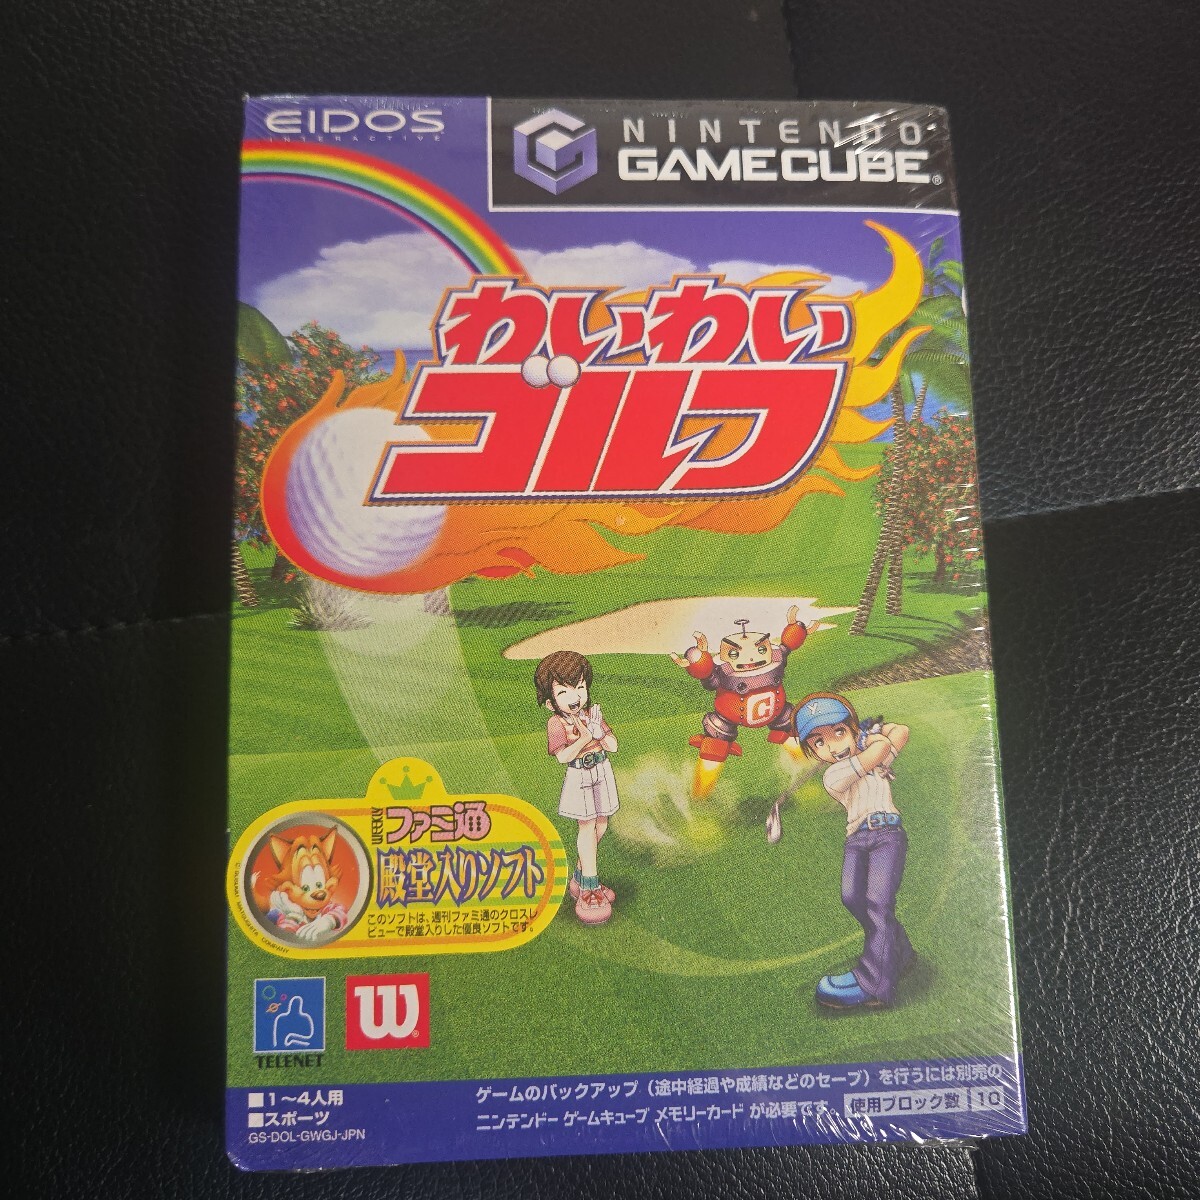 EIDOS
INTERACTIVE
NINTENDO
GAMECUBE®
わいわい
ゴルフ
C
Y
WEEKLY
ファミ通
殿堂入りソフト
このソフトは、週刊ファミ通のクロスレ
ビューで殿堂入りした優良ソフトです。
TELENET
W®
■1～4人用
■スポーツ
GS-DOL-GWGJ-JPN
ゲームのバックアップ（途中経過や成績などのセーブ）を行うには別売の
ニンテンドー ゲームキューブ メモリーカード が必要です。 使用ブロック数 10